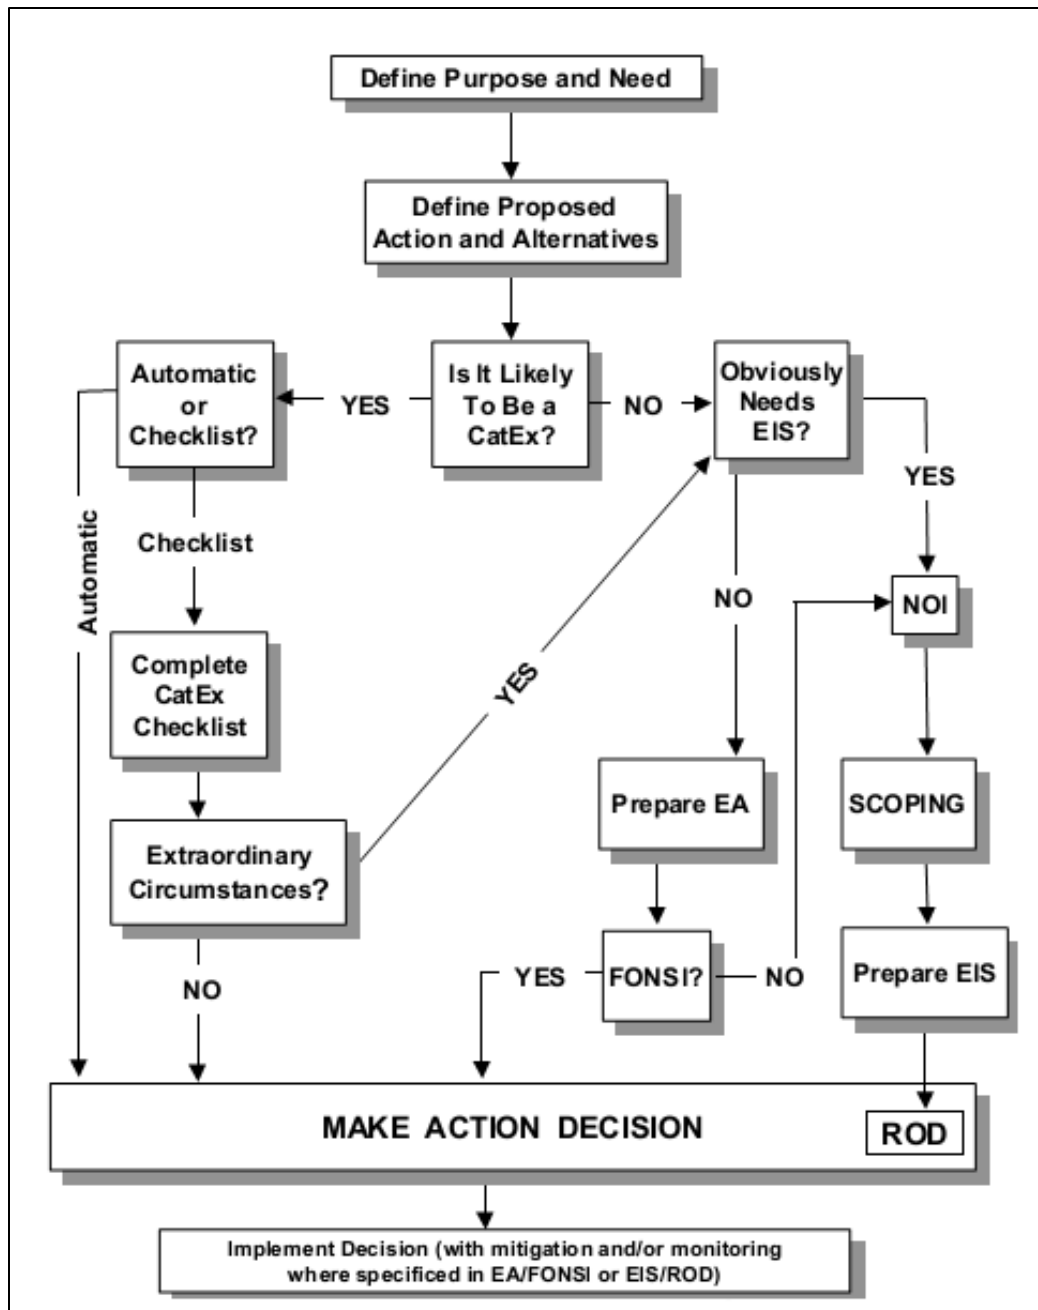 Define Purpose and Need
Define Proposed
Action and Alternatives
Automatic
or
Checklist?
YES
Is It Likely
To Be a
CatEx?
NO
Obviously
Needs
EIS?
YES
Automatic
Checklist
NO
NOI
Complete
CatEx
Checklist
YES
Prepare EA
SCOPING
Extraordinary
Circumstances?
NO
YES
FONSI?
NO
Prepare EIS
MAKE ACTION DECISION
ROD
Implement Decision (with mitigation and/or monitoring
where specificed in EA/FONSI or EIS/ROD)